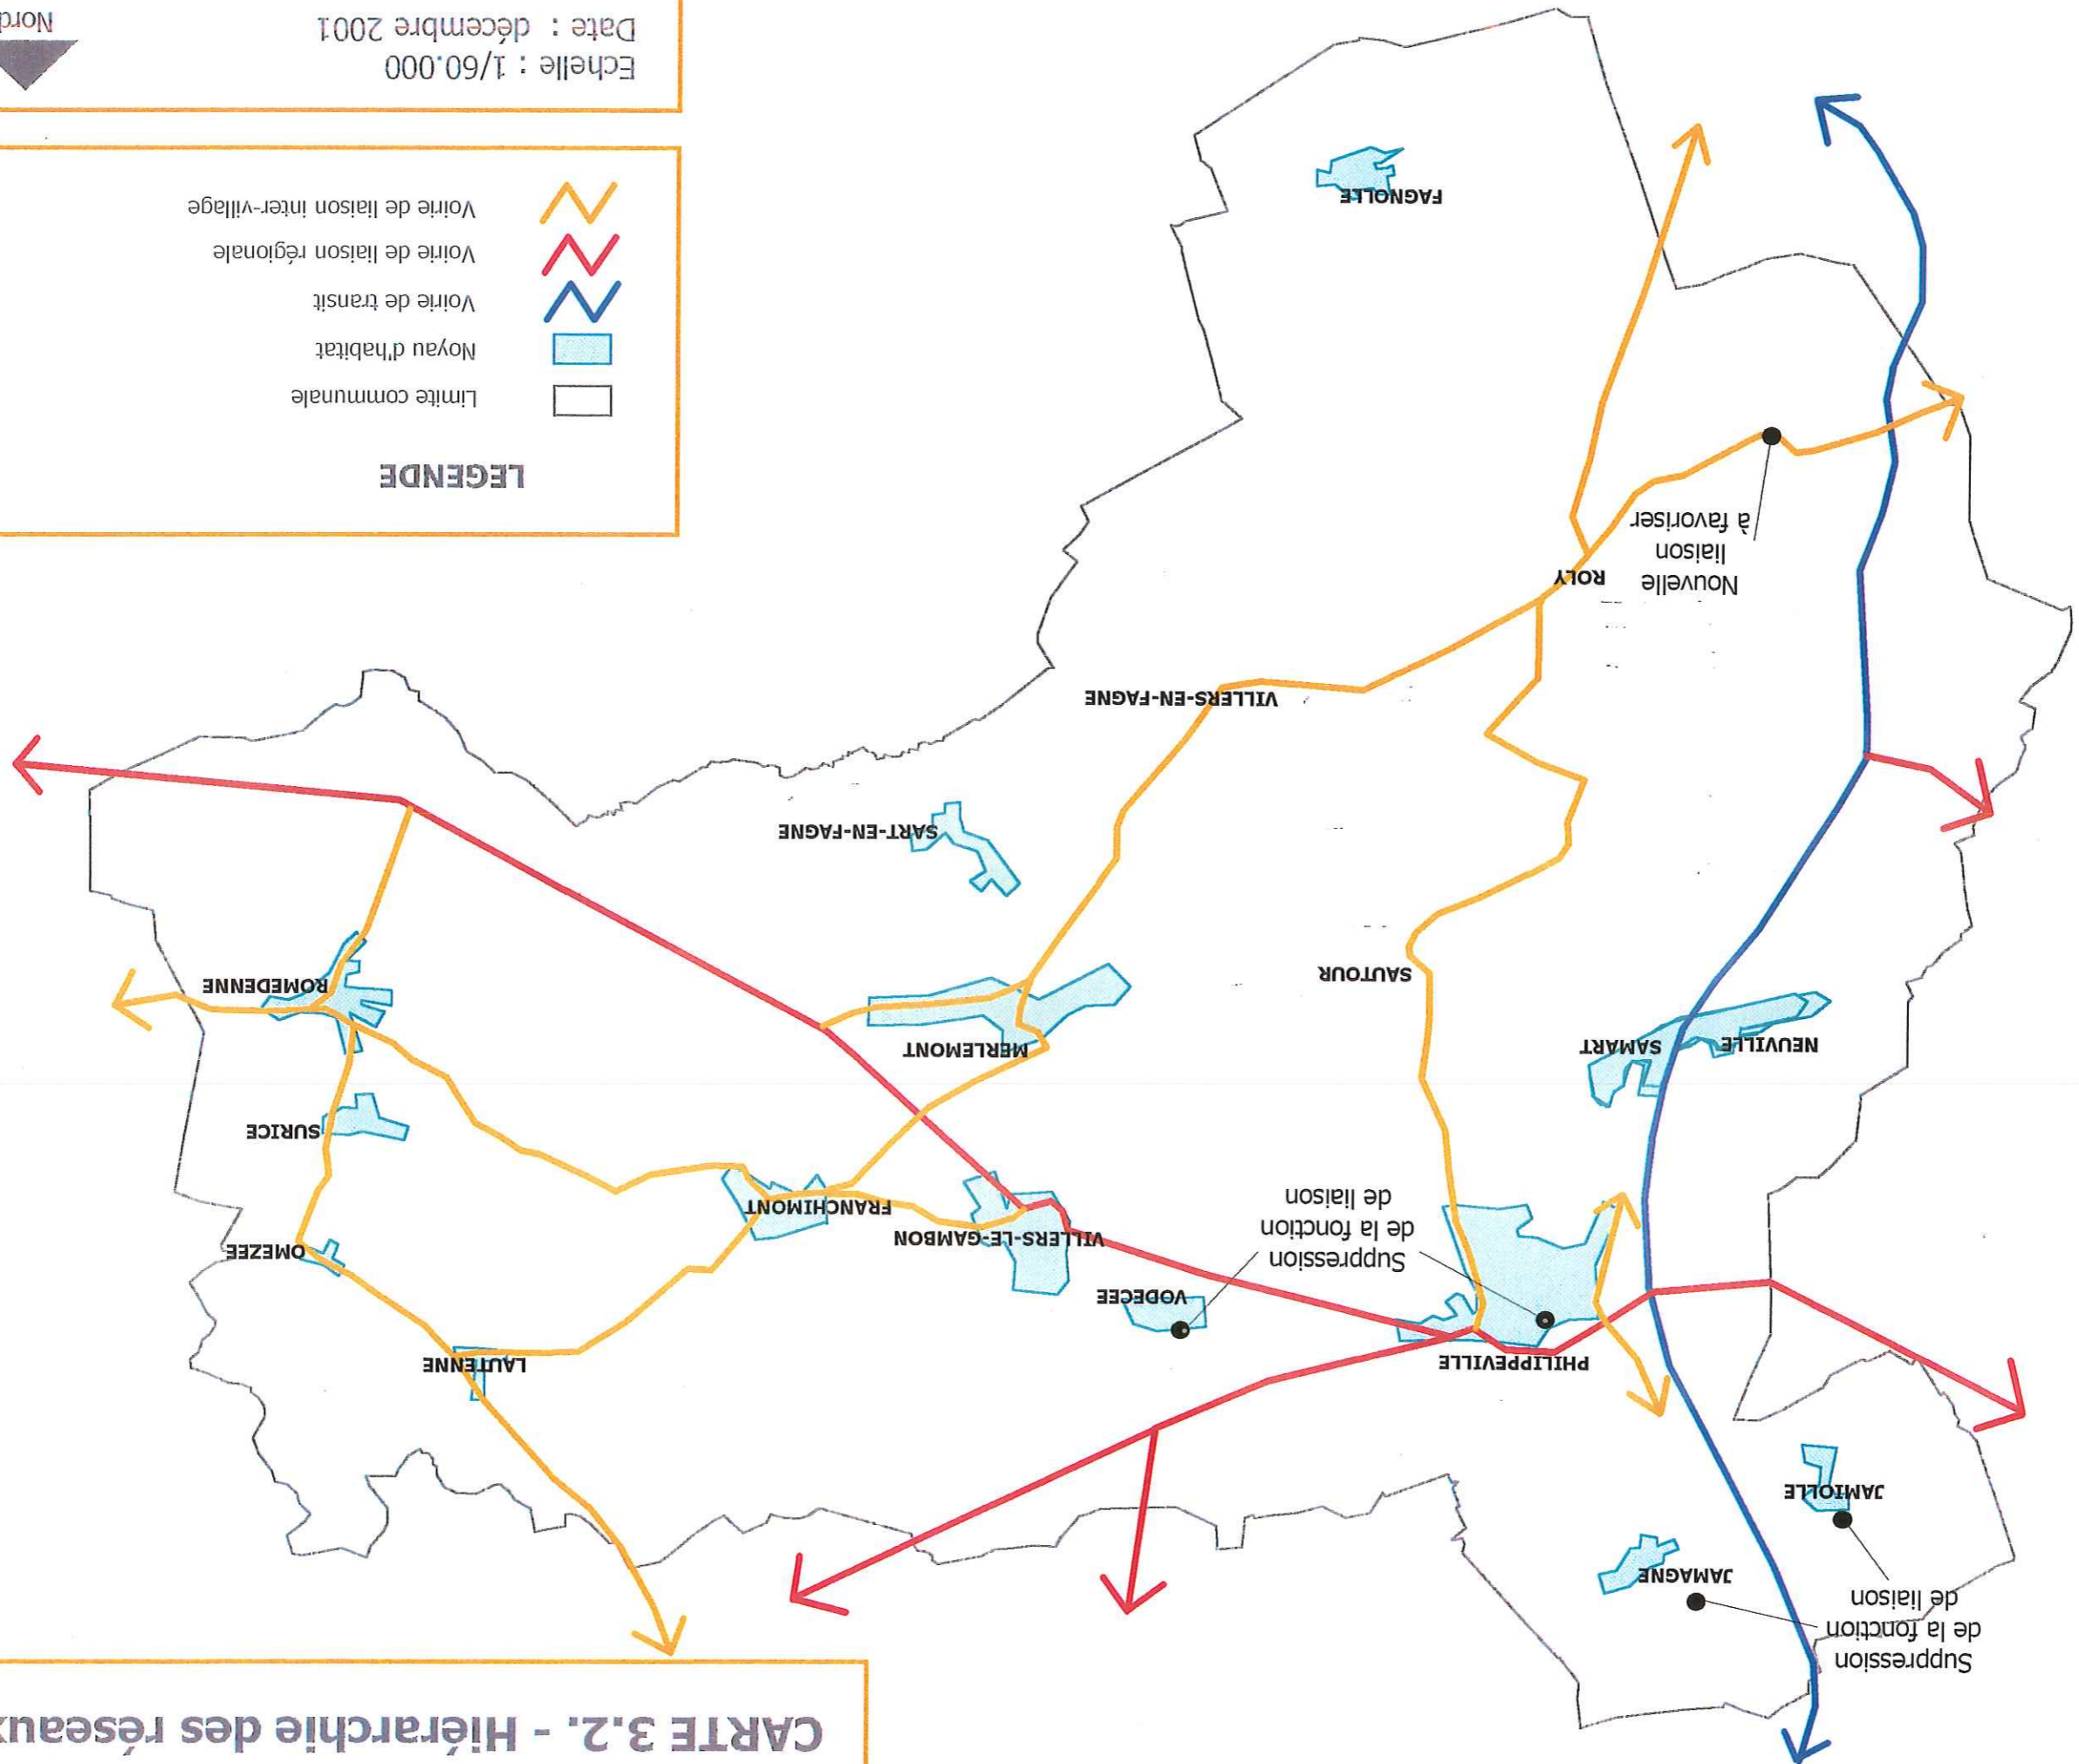 CARTE 3.2. - Hiérarchie des réseaux
Suppression
de la fonction
de liaison
JAMAGNE
JAMIOLLE
PHILIPPEVILLE
LAUTENNE
VODECEE
Suppression
de la fonction
de liaison
VILLERS-LE-GAMBON
OMEZEE
FRANCHIMONT
SURICE
NEUVILLE
SAMART
MERLEMONT
ROMEDENNE
SAUTOUR
SART-EN-FAGNE
VILLERS-EN-FAGNE
ROLY
Nouvelle
liaison
à favoriser
FAGNOLLE
LEGENDE
Limite communale
Noyau d'habitat
Voirie de transit
Voirie de liaison régionale
Voirie de liaison inter-village
Echelle : 1/60.000
Date : décembre 2001
Nord